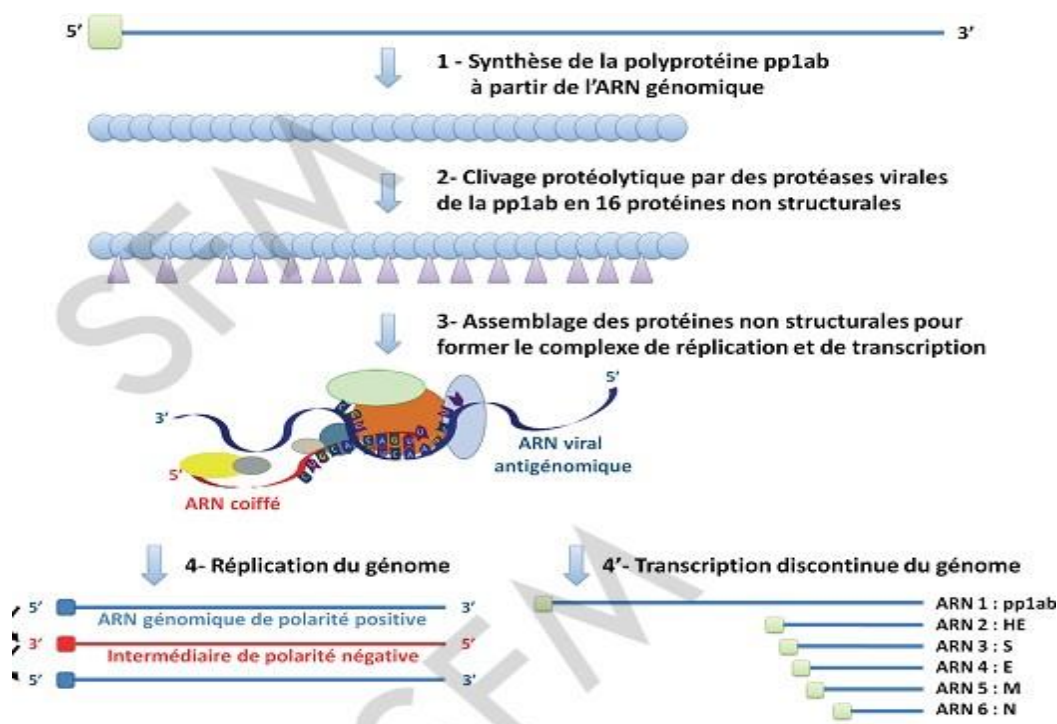 5’ 3’
1 - Synthèse de la polyprotéine pp1ab
à partir de l’ARN génomique
2- Clivage protéolytique par des protéases virales
de la pp1ab en 16 protéines non structurales
3- Assemblage des protéines non structurales pour
former le complexe de réplication et de transcription
5’
3’
ARN viral
antigénomique
5’
ARN coiffé
4- Réplication du génome
4’- Transcription discontinue du génome
5’ 3’
ARN génomique de polarité positive
3’ 5’
Intermédiaire de polarité négative
5’ 3’
ARN 1 : pp1ab
ARN 2 : HE
ARN 3 : S
ARN 4 : E
ARN 5 : M
ARN 6 : N
SFM
SFM